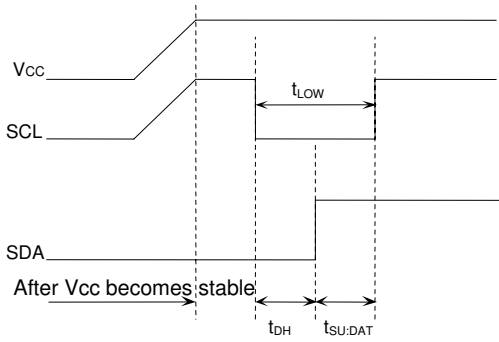 VCC
tLOW
SCL
SDA
After Vcc becomes stable
tDH
tSU:DAT